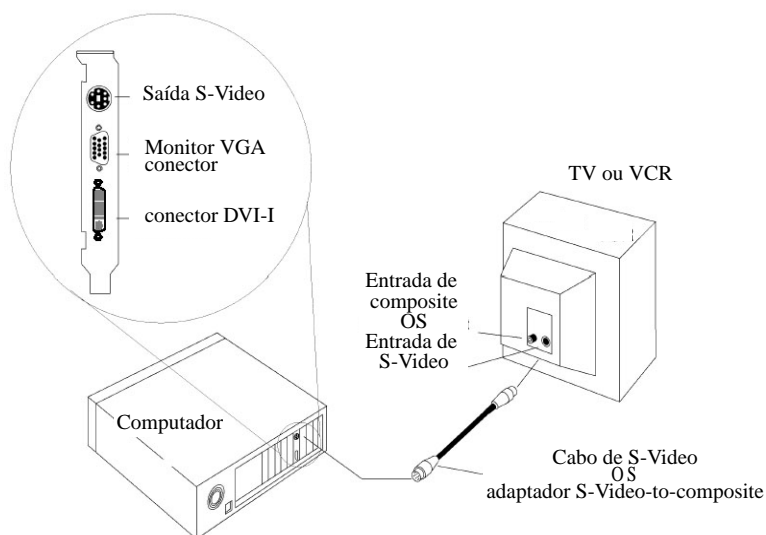 Saída S-Video
Monitor VGA
conector
conector DVI-I
TV ou VCR
Entrada de
composite
OS
Entrada de
S-Video
Computador
Cabo de S-Video
OS
adaptador S-Video-to-composite